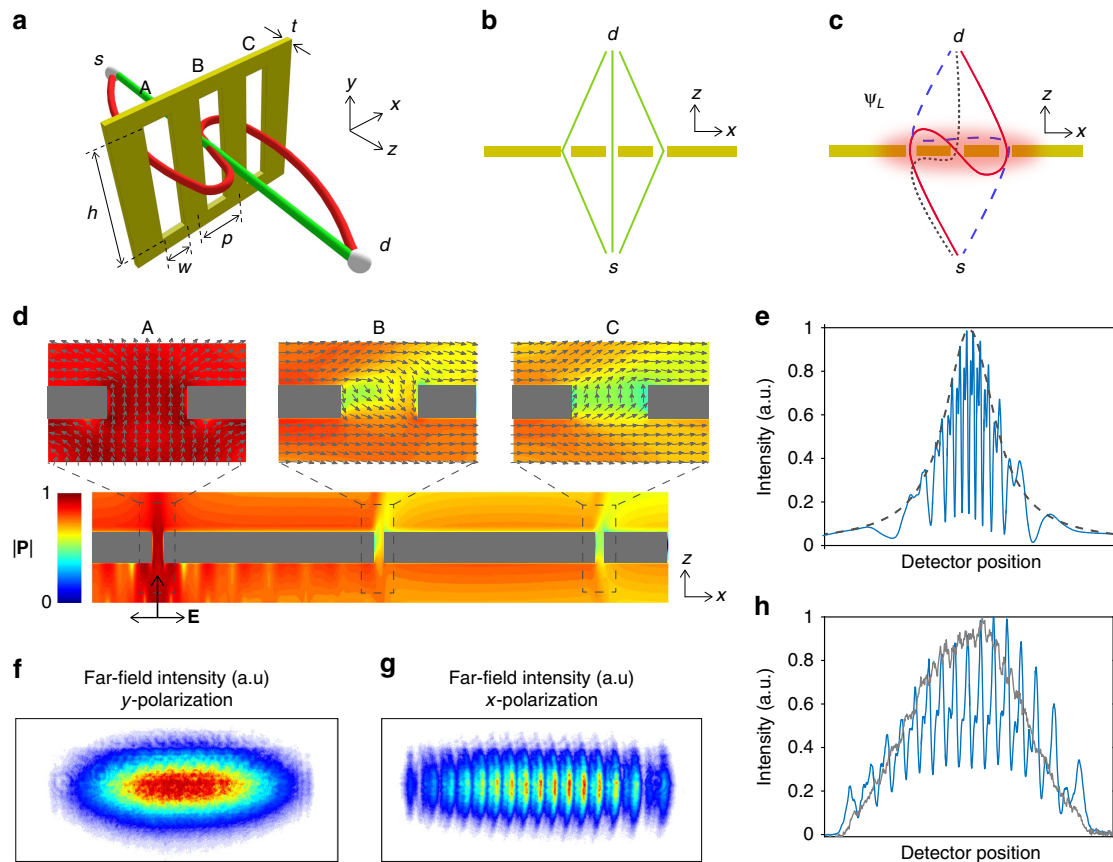 a
s
A
B
C
t
y
x
z
h
w
p
d
b
d
z
x
s
c
d
ψL
z
x
s
d
A
B
C
1
|P|
0
E
z
x
e
1
0.8
0.6
0.4
0.2
0
Intensity (a.u.)
Detector position
f
Far-field intensity (a.u)
y-polarization
g
Far-field intensity (a.u)
x-polarization
h
1
0.8
0.6
0.4
0.2
0
Intensity (a.u.)
Detector position